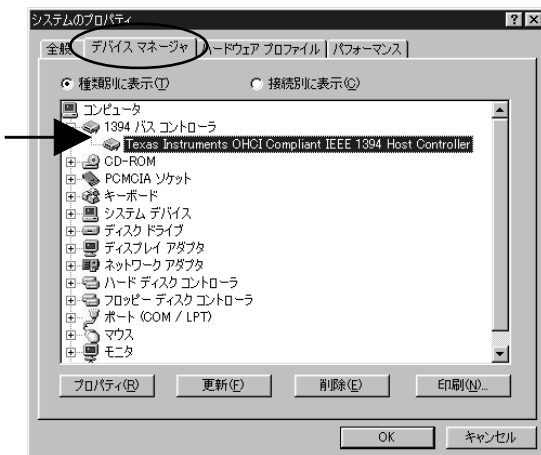 システムのプロパティ
全般 デバイス マネージャ ハードウェア プロファイル パフォーマンス
種類別に表示(T) 接続別に表示(C)
コンピュータ
1394 バス コントローラ
Texas Instruments OHCI Compliant IEEE 1394 Host Controller
CD-ROM
PCMCIA ソケット
キーボード
システム デバイス
ディスク ドライブ
ディスプレイ アダプタ
ネットワーク アダプタ
ハード ディスク コントローラ
フロッピー ディスク コントローラ
ポート (COM / LPT)
マウス
モニタ
プロパティ(R) 更新(F) 削除(E) 印刷(N)...
OK キャンセル